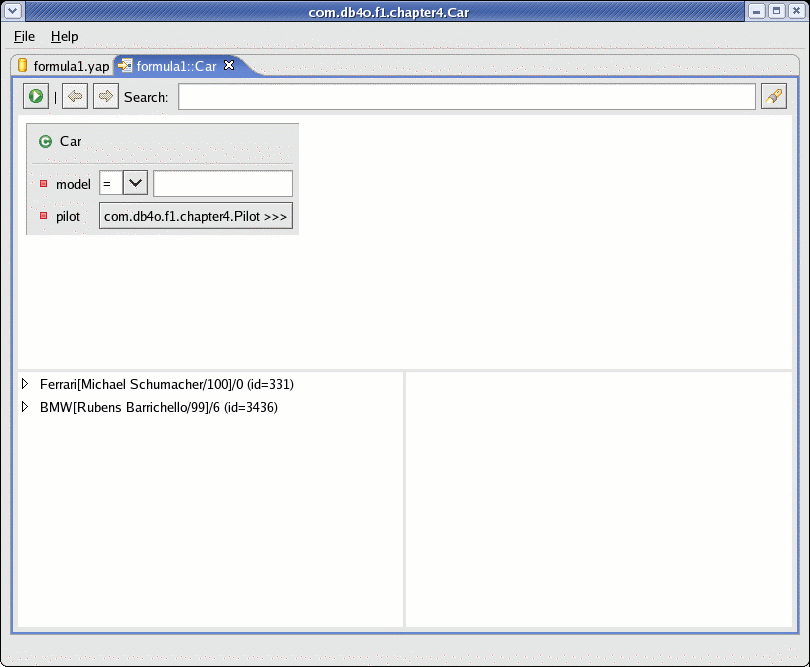 com.db4o.f1.chapter4.Car
File Help
formula1.yap formula1::Car
Search:
C Car
model =
pilot com.db4o.f1.chapter4.Pilot >>>
Ferrari[Michael Schumacher/100]/0 (id=331)
BMW[Rubens Barrichello/99]/6 (id=3436)